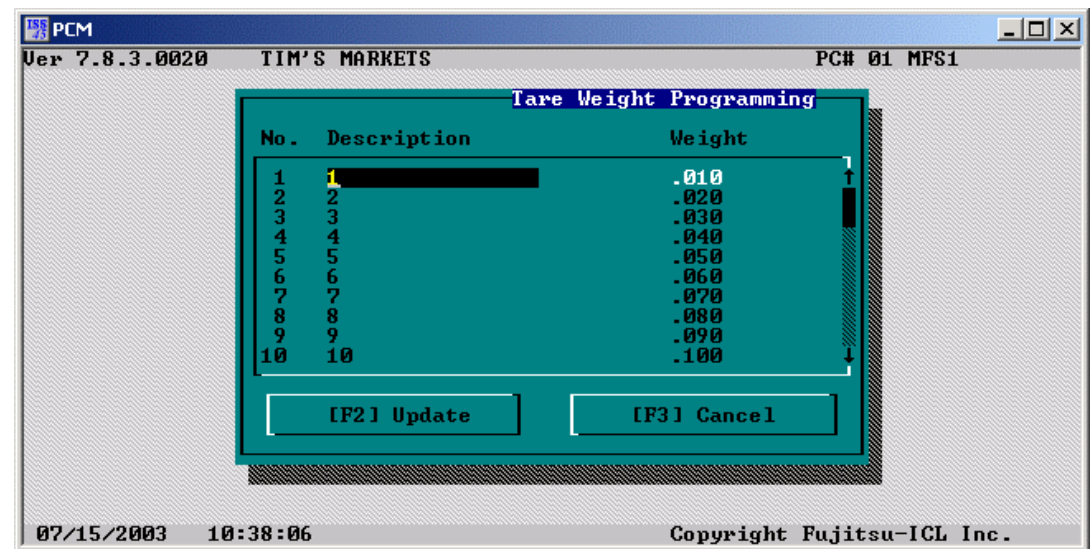 ISS 45 PCM
Ver 7.8.3.0020 TIM'S MARKETS PC# 01 MFS1
Tare Weight Programming
No. Description Weight
1 1 .010
2 2 .020
3 3 .030
4 4 .040
5 5 .050
6 6 .060
7 7 .070
8 8 .080
9 9 .090
10 10 .100
[F2] Update [F3] Cancel
07/15/2003 10:38:06 Copyright Fujitsu-ICL Inc.